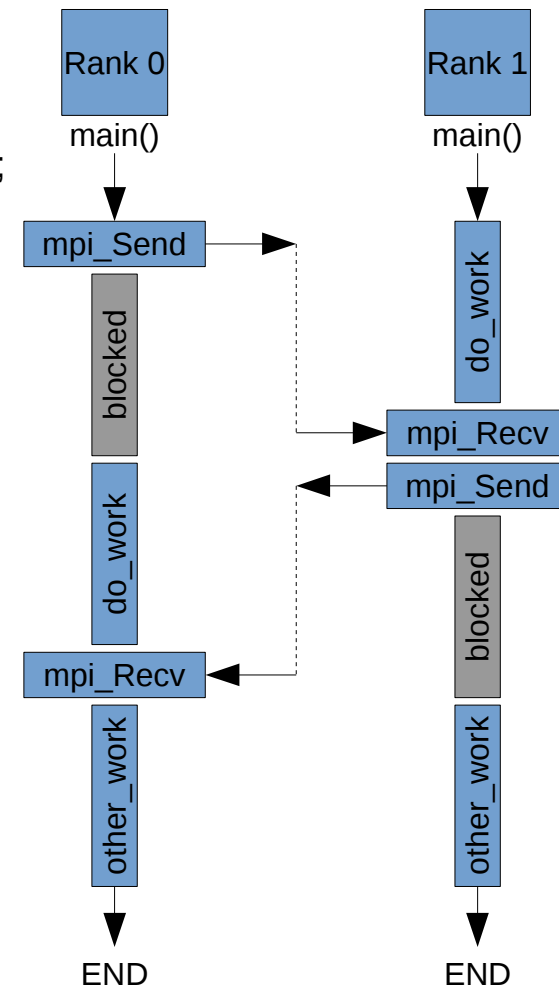 Rank 0
Rank 1
main()
main()
;
mpi_Send
do_work
blocked
mpi_Recv
mpi_Send
do_work
blocked
mpi_Recv
other_work
other_work
END
END